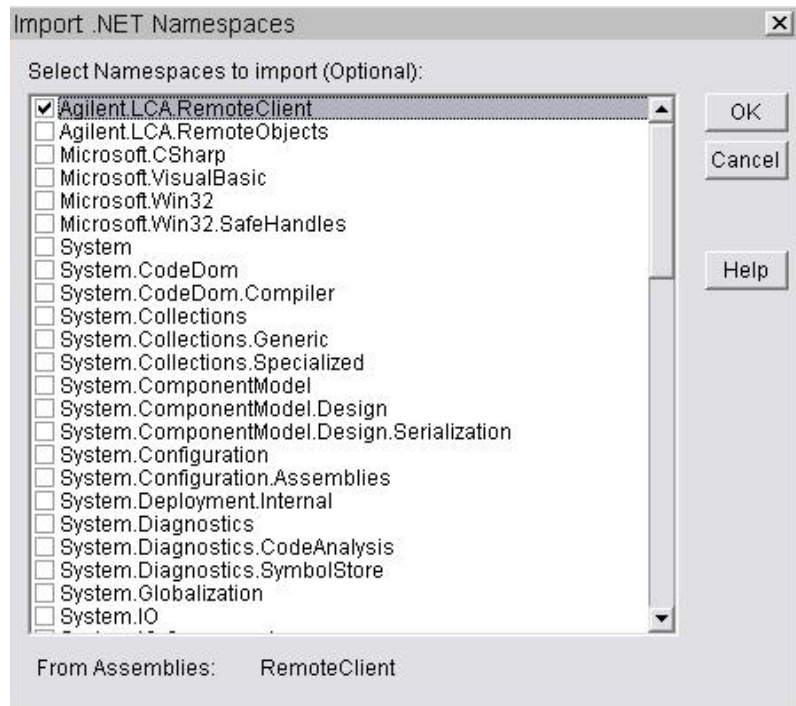 Import .NET Namespaces
Select Namespaces to import (Optional):
Agilent.LCA.RemoteClient
Agilent.LCA.RemoteObjects
Microsoft.CSharp
Microsoft.VisualBasic
Microsoft.Win32
Microsoft.Win32.SafeHandles
System
System.CodeDom
System.CodeDom.Compiler
System.Collections
System.Collections.Generic
System.Collections.Specialized
System.ComponentModel
System.ComponentModel.Design
System.ComponentModel.Design.Serialization
System.Configuration
System.Configuration.Assemblies
System.Deployment.Internal
System.Diagnostics
System.Diagnostics.CodeAnalysis
System.Diagnostics.SymbolStore
System.Globalization
System.IO
OK
Cancel
Help
From Assemblies: RemoteClient